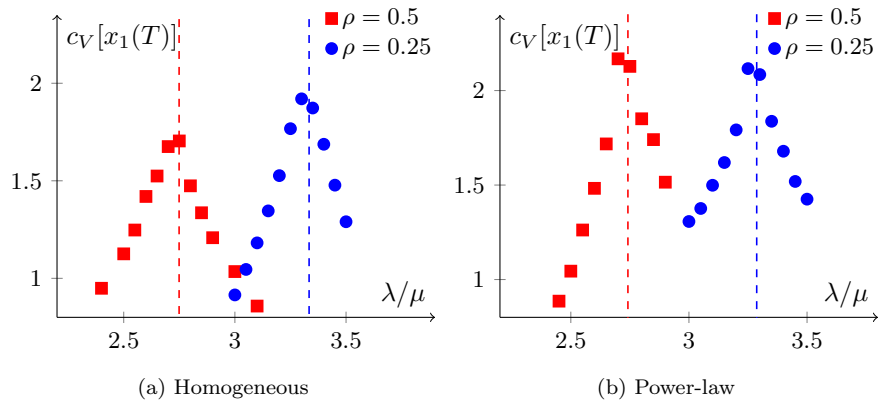 c_V[x_1(T)]
ρ = 0.5
ρ = 0.25
2
1.5
1
λ/μ
2.5 3 3.5
(a) Homogeneous
c_V[x_1(T)]
ρ = 0.5
ρ = 0.25
2
1.5
1
λ/μ
2.5 3 3.5
(b) Power-law